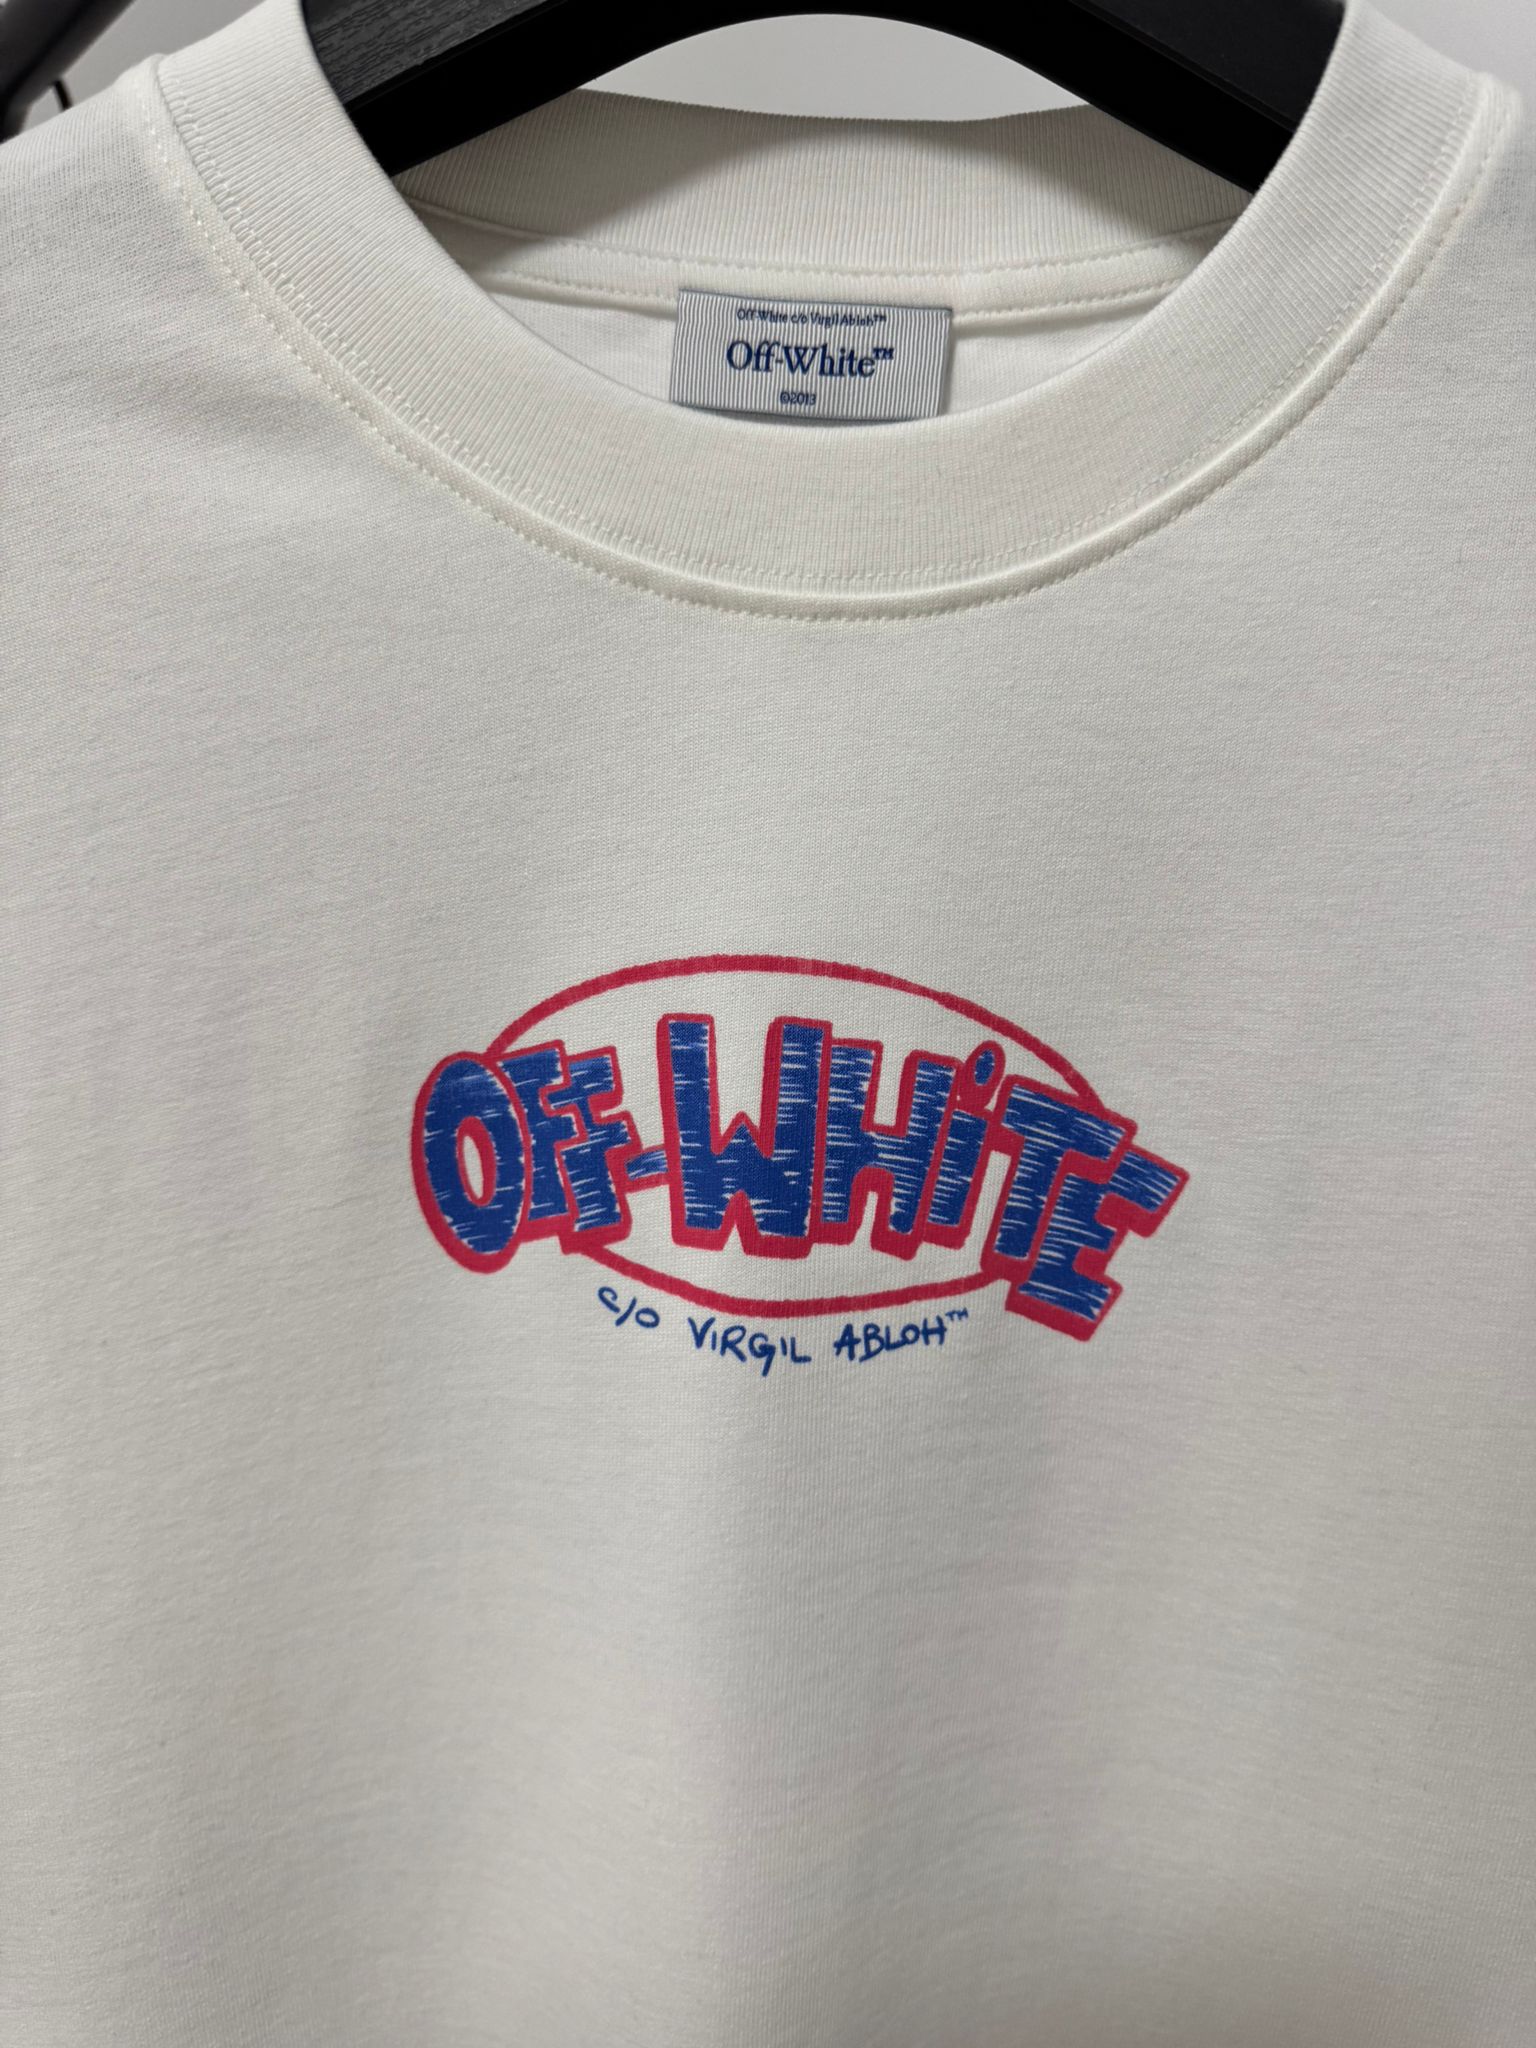 Off-White c/o Virgil Abloh™
Off-White™
©2013
OFF-WHiTE
c/o VIRGIL ABLOH™